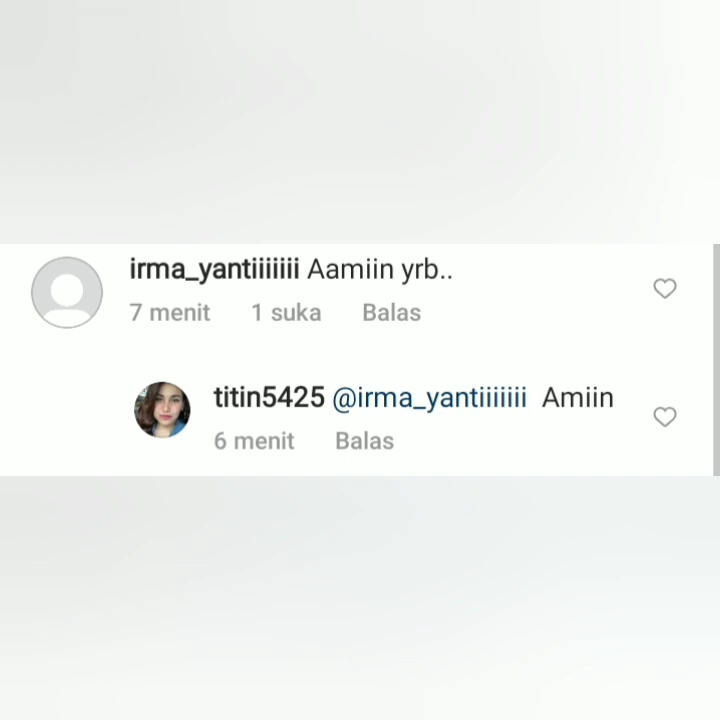 irma_yantiiiiiii Aamiin yrb..
7 menit 1 suka Balas
titin5425 @irma_yantiiiiiii Amiin
6 menit Balas